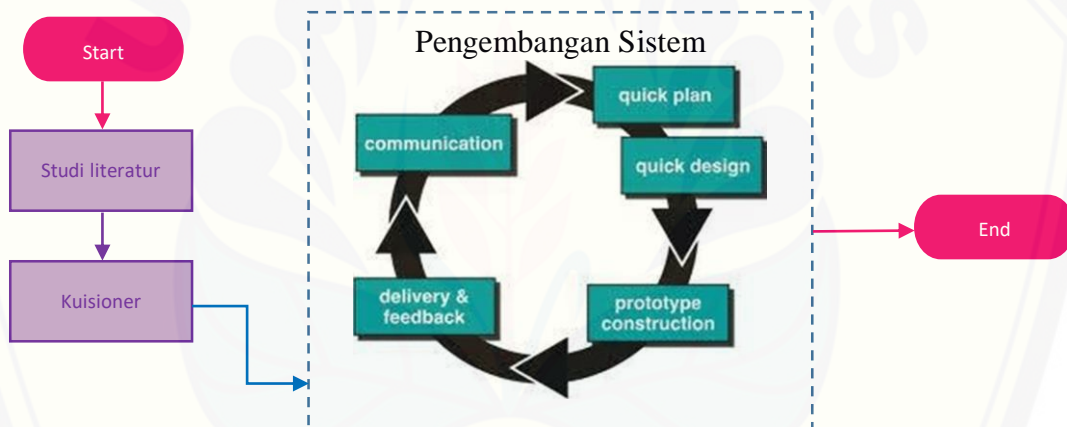 Start
Studi literatur
Kuisioner
Pengembangan Sistem
communication
quick plan
quick design
prototype
construction
delivery &
feedback
End